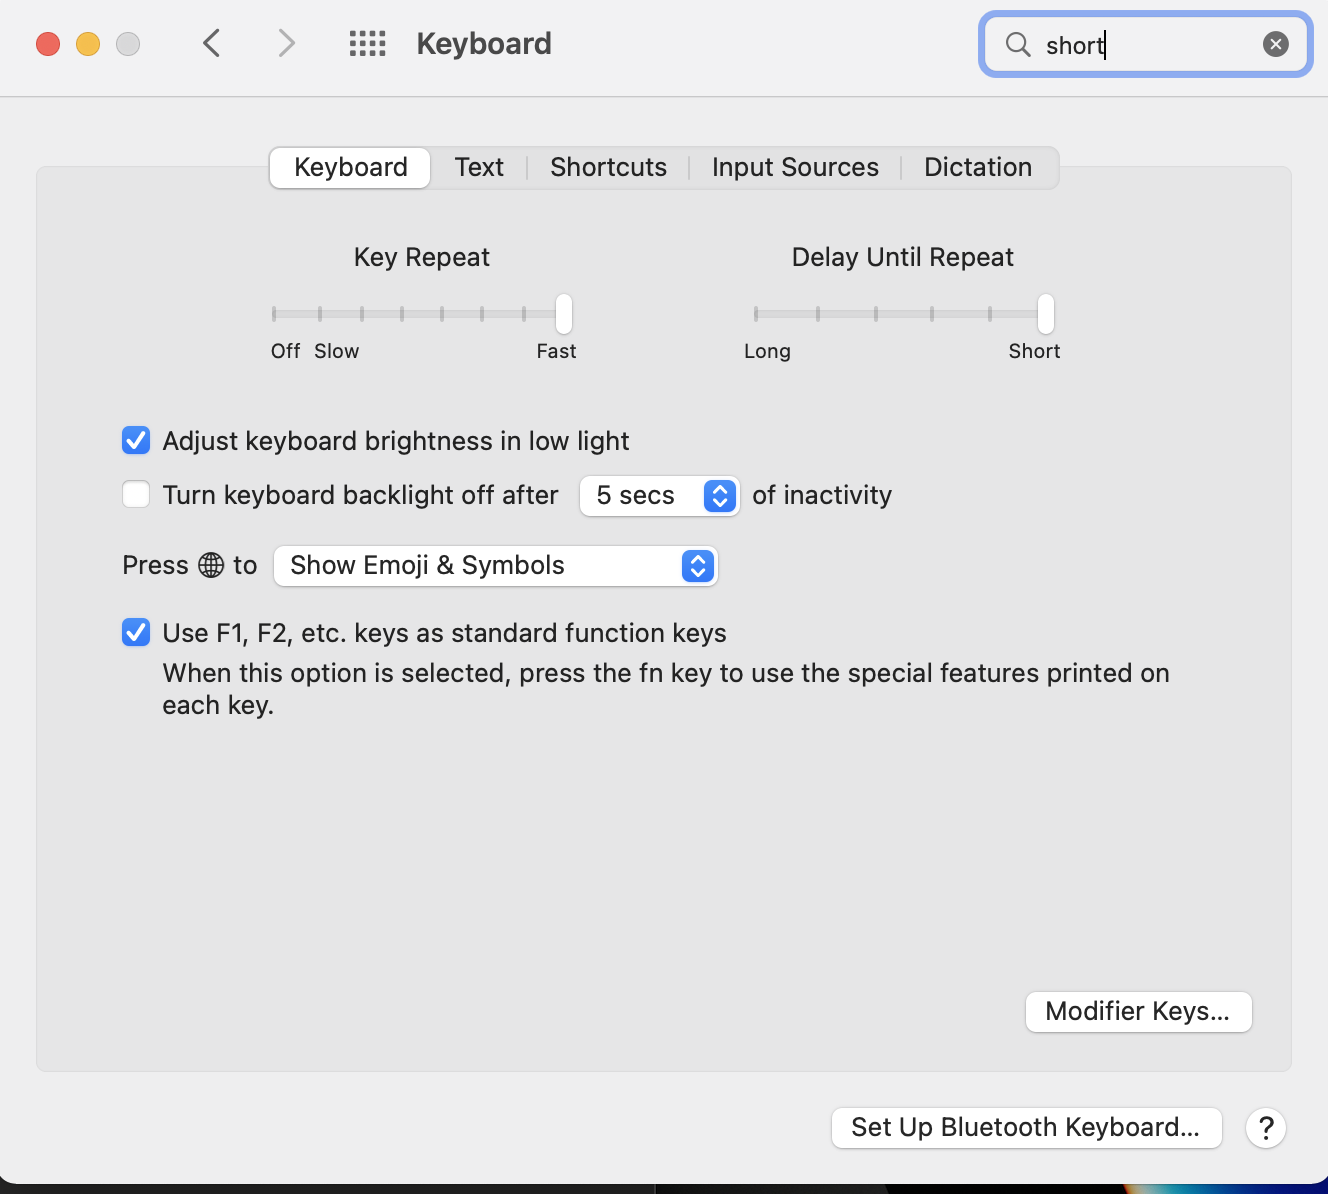 Keyboard
short
Keyboard Text Shortcuts Input Sources Dictation
Key Repeat Delay Until Repeat
Off Slow Fast Long Short
Adjust keyboard brightness in low light
Turn keyboard backlight off after 5 secs of inactivity
Press to Show Emoji & Symbols
Use F1, F2, etc. keys as standard function keys
When this option is selected, press the fn key to use the special features printed on
each key.
Modifier Keys...
Set Up Bluetooth Keyboard... ?